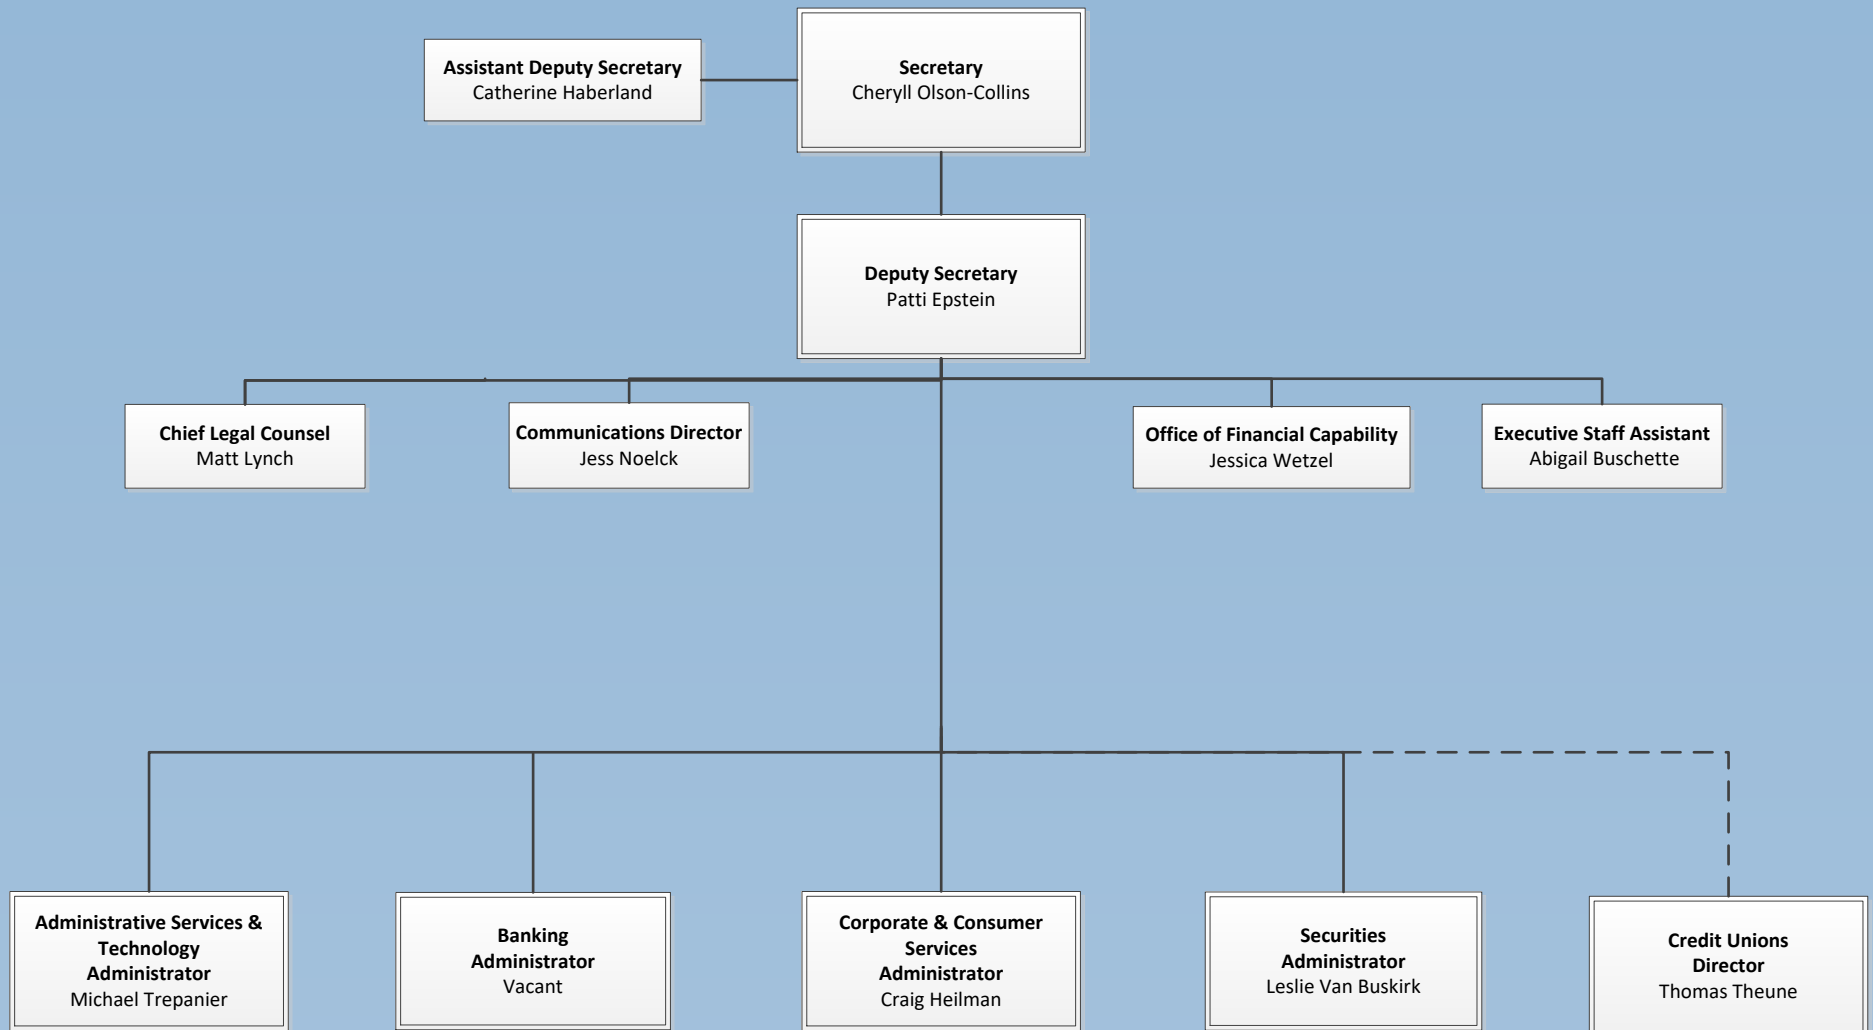 Assistant Deputy Secretary
Catherine Haberland
Secretary
Cheryll Olson-Collins
Deputy Secretary
Patti Epstein
Chief Legal Counsel
Matt Lynch
Communications Director
Jess Noelck
Office of Financial Capability
Jessica Wetzel
Executive Staff Assistant
Abigail Buschette
Administrative Services &
Technology
Administrator
Michael Trepanier
Banking
Administrator
Vacant
Corporate & Consumer
Services
Administrator
Craig Heilman
Securities
Administrator
Leslie Van Buskirk
Credit Unions
Director
Thomas Theune